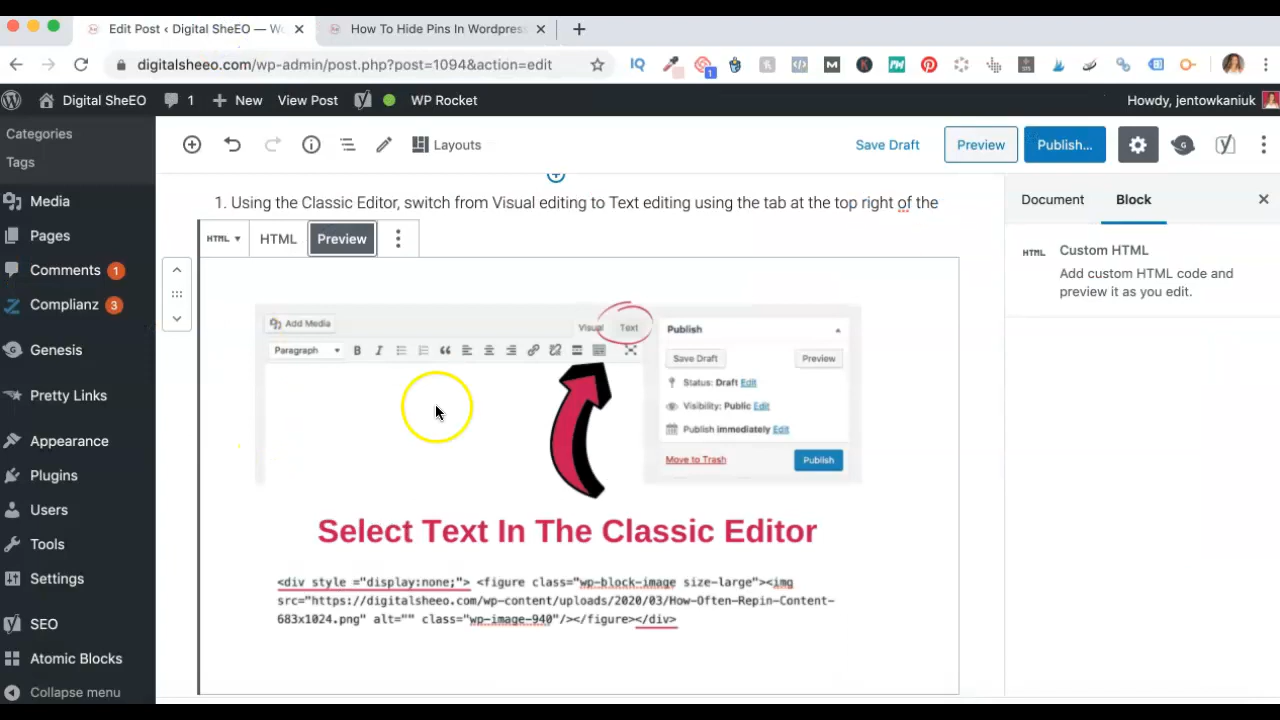 Edit Post ‹ Digital SheEO — Wo
How To Hide Pins In Wordpress
digitalsheeo.com/wp-admin/post.php?post=1094&action=edit
IQ
1
M
K
Digital SheEO
1
New
View Post
WP Rocket
Howdy, jentowkaniuk
Categories
Tags
Media
Pages
Comments 1
Complianz 3
Genesis
Pretty Links
Appearance
Plugins
Users
Tools
Settings
SEO
Atomic Blocks
Collapse menu
Layouts
Save Draft
Preview
Publish...
G
1. Using the Classic Editor, switch from Visual editing to Text editing using the tab at the top right of the
HTML
HTML
Preview
Add Media
Visual
Text
Paragraph
B
I
Publish
Save Draft
Preview
Status: Draft Edit
Visibility: Public Edit
Publish immediately Edit
Move to Trash
Publish
Select Text In The Classic Editor
<div style ="display:none;"> <figure class="wp-block-image size-large"><img
src="https://digitalsheeo.com/wp-content/uploads/2020/03/How-Often-Repin-Content-
683x1024.png" alt="" class="wp-image-940"/></figure></div>
Document
Block
HTML
Custom HTML
Add custom HTML code and
preview it as you edit.